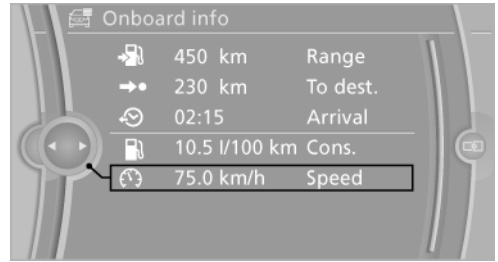 Onboard info
450 km Range
230 km To dest.
02:15 Arrival
10.5 l/100 km Cons.
75.0 km/h Speed